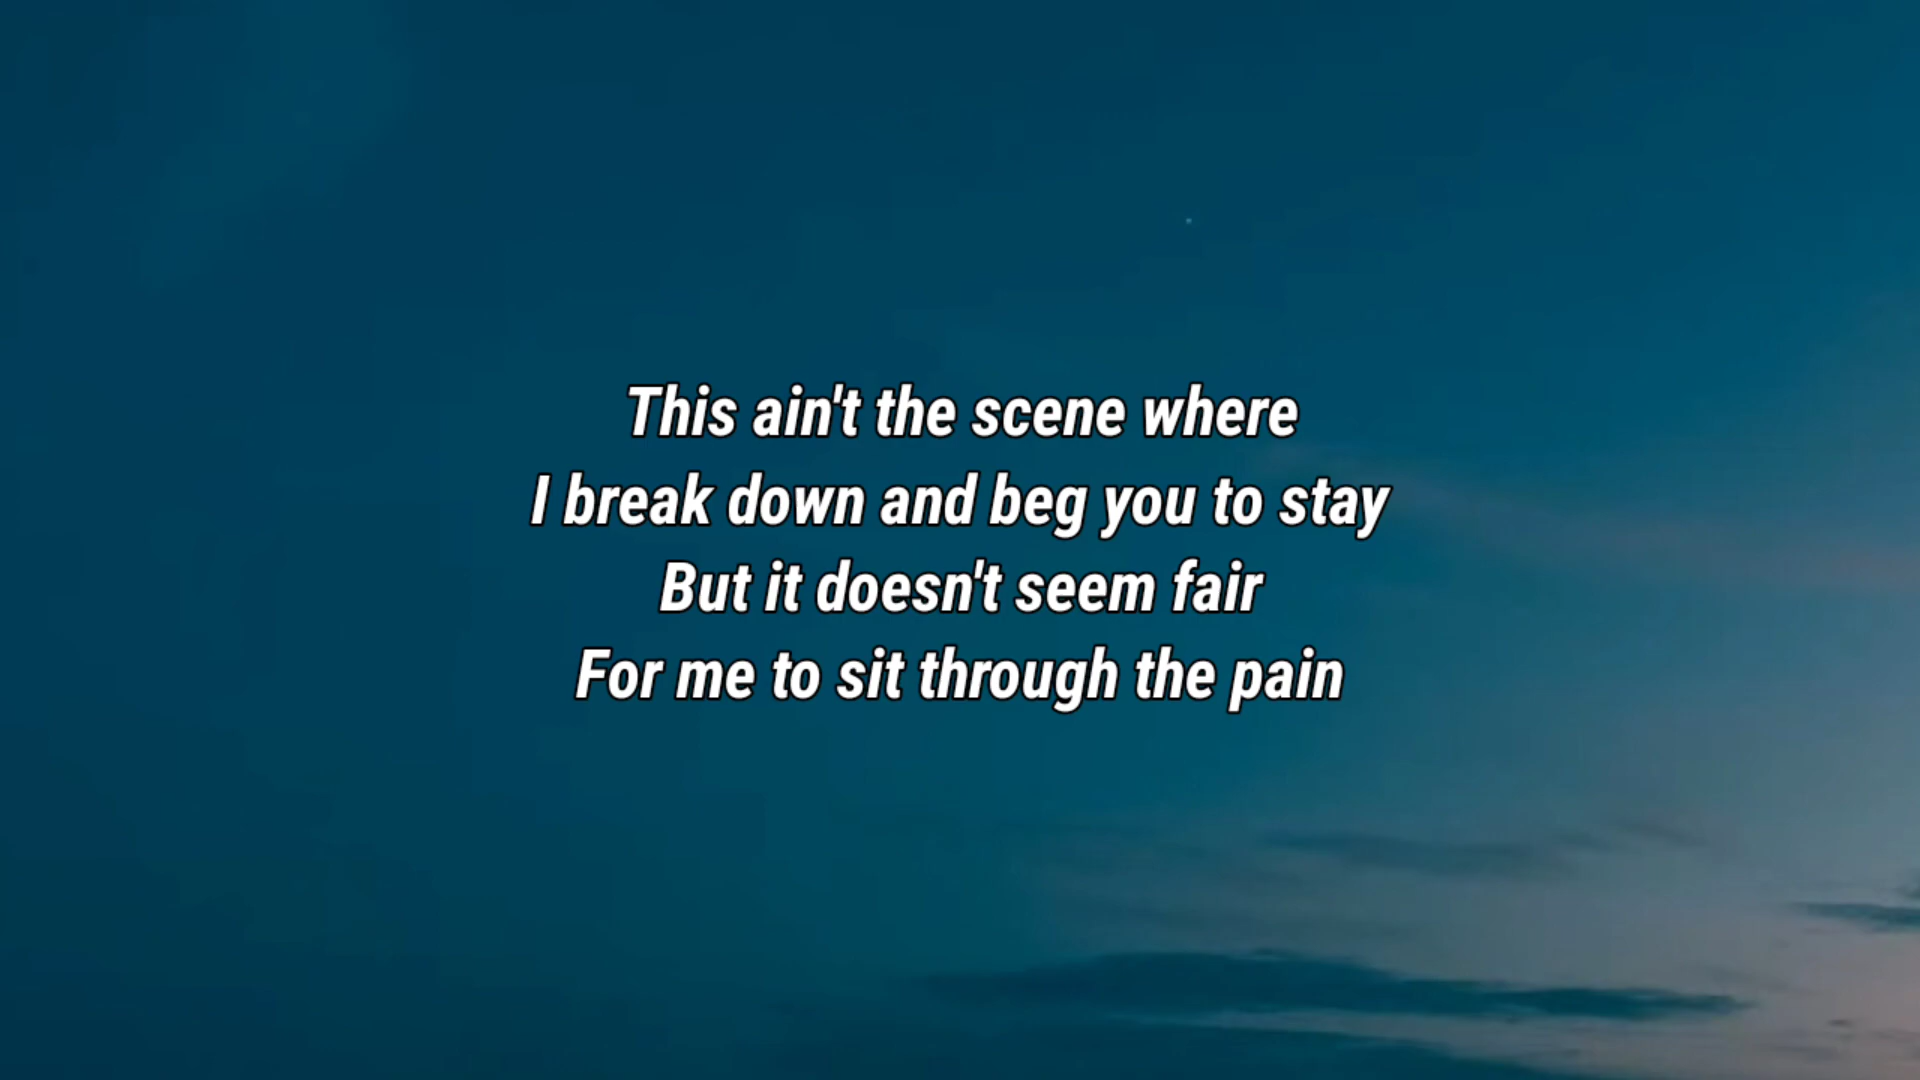 This ain't the scene where
I break down and beg you to stay
But it doesn't seem fair
For me to sit through the pain